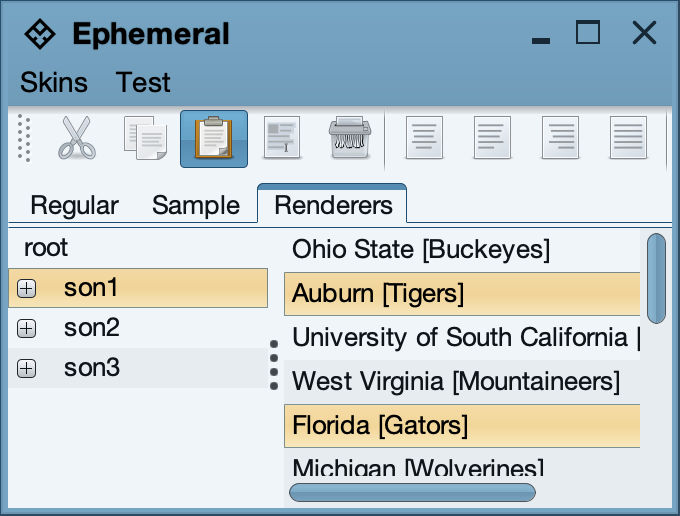 Ephemeral
Skins Test
Regular Sample Renderers
root
son1
son2
son3
Ohio State [Buckeyes]
Auburn [Tigers]
University of South California [
West Virginia [Mountaineers]
Florida [Gators]
Michigan [Wolverines]